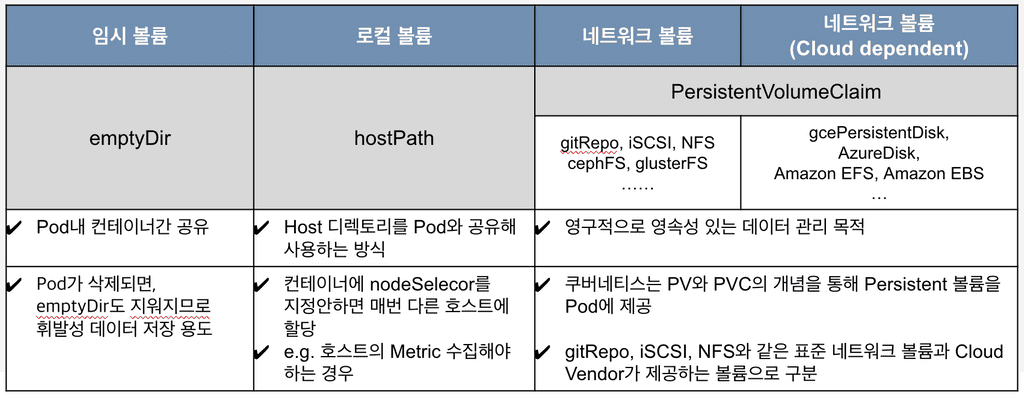 임시 볼륨
로컬 볼륨
네트워크 볼륨
네트워크 볼륨
(Cloud dependent)
emptyDir
hostPath
PersistentVolumeClaim
gitRepo, iSCSI, NFS
cephFS, glusterFS
……
gcePersistentDisk,
AzureDisk,
Amazon EFS, Amazon EBS
…
✔ Pod내 컨테이너간 공유
✔ Host 디렉토리를 Pod와 공유해
사용하는 방식
✔ 영구적으로 영속성 있는 데이터 관리 목적
✔ Pod가 삭제되면,
emptyDir도 지워지므로
휘발성 데이터 저장 용도
✔ 컨테이너에 nodeSelecor를
지정안하면 매번 다른 호스트에
할당
✔ e.g. 호스트의 Metric 수집해야
하는 경우
✔ 쿠버네티스는 PV와 PVC의 개념을 통해 Persistent 볼륨을
Pod에 제공
✔ gitRepo, iSCSI, NFS와 같은 표준 네트워크 볼륨과 Cloud
Vendor가 제공하는 볼륨으로 구분